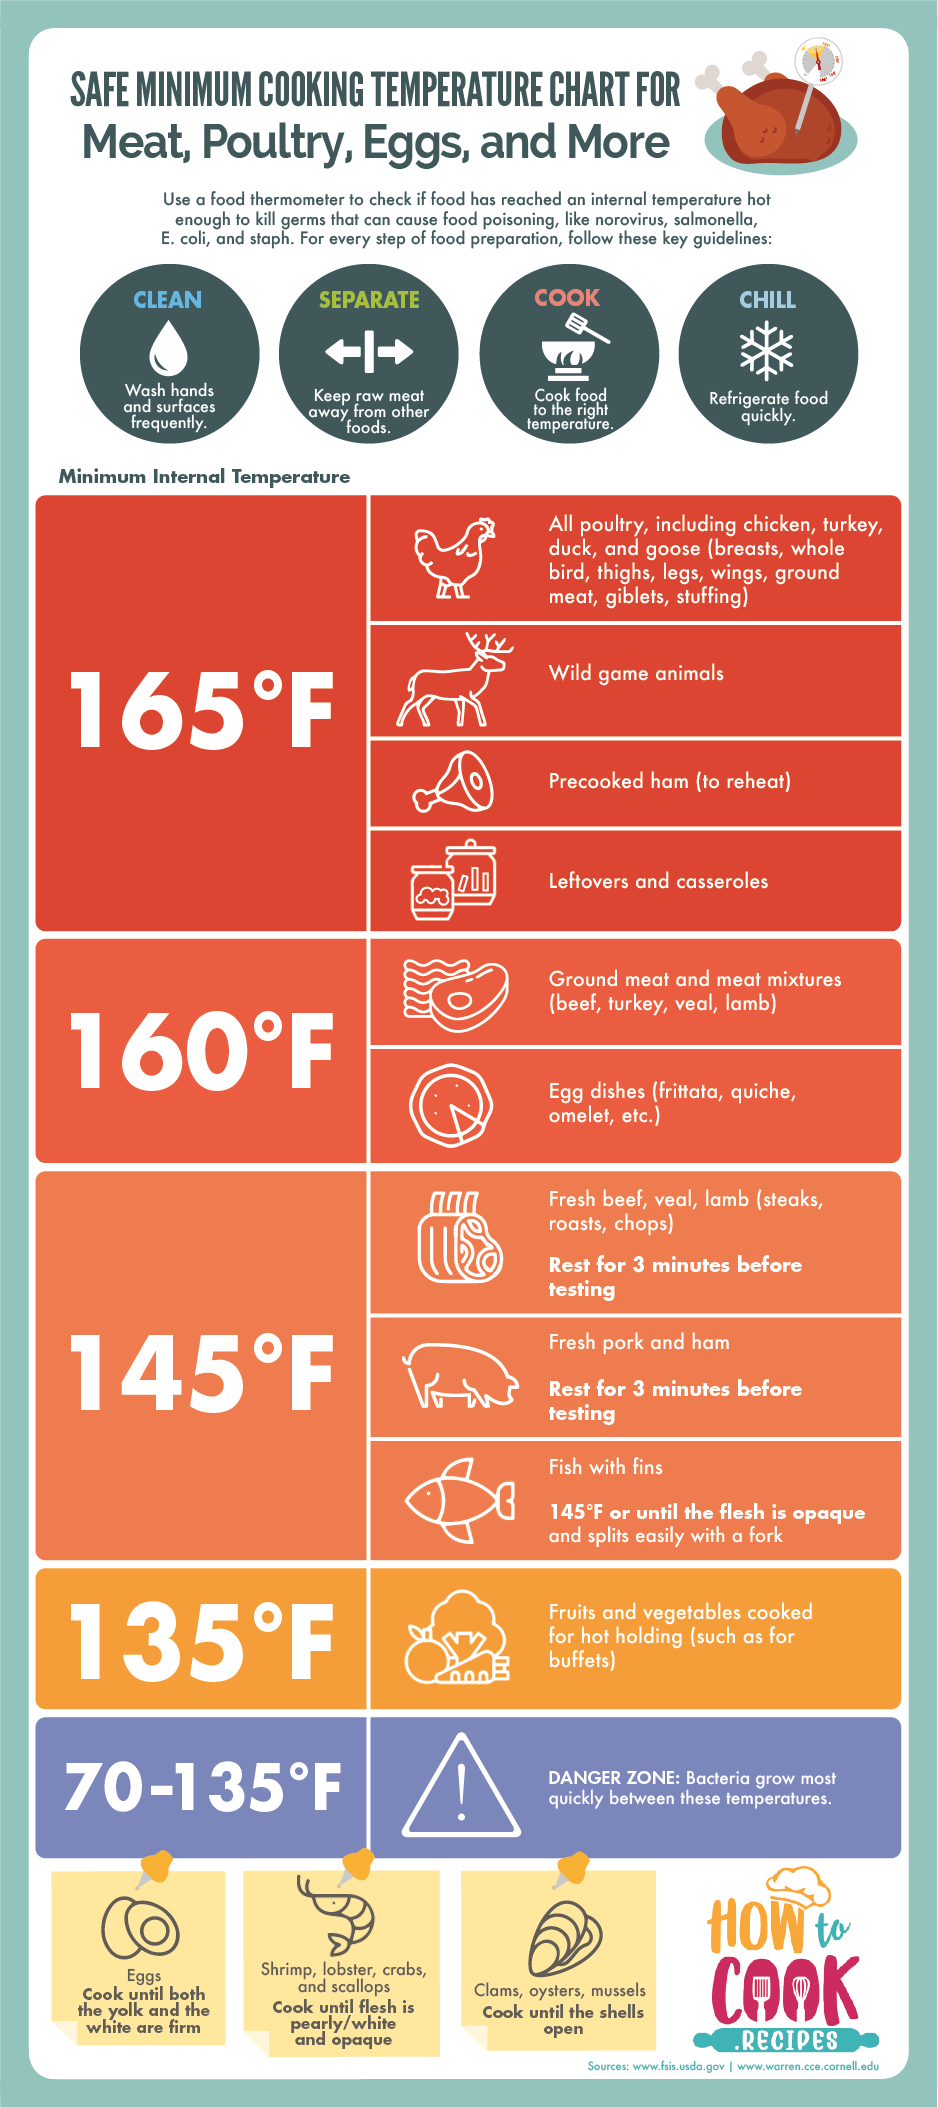 SAFE MINIMUM COOKING TEMPERATURE CHART FOR
Meat, Poultry, Eggs, and More
Use a food thermometer to check if food has reached an internal temperature hot
enough to kill germs that can cause food poisoning, like norovirus, salmonella,
E. coli, and staph. For every step of food preparation, follow these key guidelines:
CLEAN
Wash hands
and surfaces
frequently.
SEPARATE
Keep raw meat
away from other
foods.
COOK
Cook food
to the right
temperature.
CHILL
Refrigerate food
quickly.
Minimum Internal Temperature
165°F
All poultry, including chicken, turkey,
duck, and goose (breasts, whole
bird, thighs, legs, wings, ground
meat, giblets, stuffing)
Wild game animals
Precooked ham (to reheat)
Leftovers and casseroles
160°F
Ground meat and meat mixtures
(beef, turkey, veal, lamb)
Egg dishes (frittata, quiche,
omelet, etc.)
145°F
Fresh beef, veal, lamb (steaks,
roasts, chops)
Rest for 3 minutes before
testing
Fresh pork and ham
Rest for 3 minutes before
testing
Fish with fins
145°F or until the flesh is opaque
and splits easily with a fork
135°F
Fruits and vegetables cooked
for hot holding (such as for
buffets)
70-135°F
DANGER ZONE: Bacteria grow most
quickly between these temperatures.
Eggs
Cook until both
the yolk and the
white are firm
Shrimp, lobster, crabs,
and scallops
Cook until flesh is
pearly/white
and opaque
Clams, oysters, mussels
Cook until the shells
open
HOW to
COOK
.RECIPES
Sources: www.fsis.usda.gov | www.warren.cce.cornell.edu